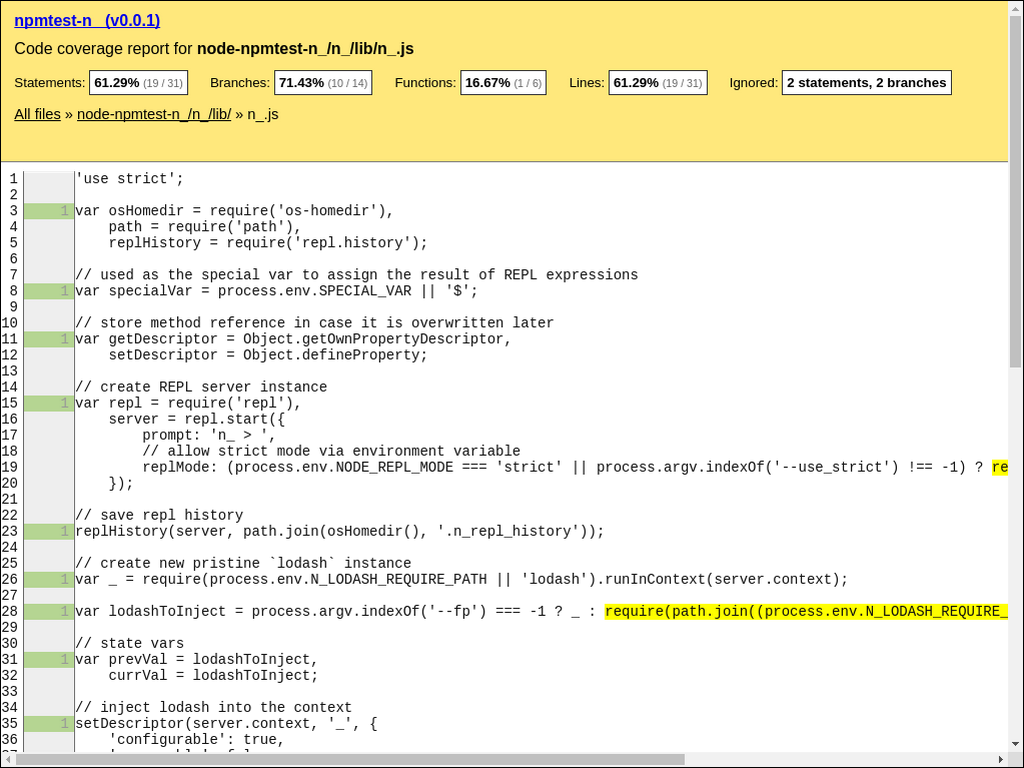 npmtest-n_ (v0.0.1)
Code coverage report for node-npmtest-n_/n_/lib/n_.js
Statements: 61.29% (19 / 31) Branches: 71.43% (10 / 14) Functions: 16.67% (1 / 6) Lines: 61.29% (19 / 31) Ignored: 2 statements, 2 branches
All files » node-npmtest-n_/n_/lib/ » n_.js
1 'use strict';
2
3 1 var osHomedir = require('os-homedir'),
4 path = require('path'),
5 replHistory = require('repl.history');
6
7 // used as the special var to assign the result of REPL expressions
8 1 var specialVar = process.env.SPECIAL_VAR || '$';
9
10 // store method reference in case it is overwritten later
11 1 var getDescriptor = Object.getOwnPropertyDescriptor,
12 setDescriptor = Object.defineProperty;
13
14 // create REPL server instance
15 1 var repl = require('repl'),
16 server = repl.start({
17 prompt: 'n_ > ',
18 // allow strict mode via environment variable
19 replMode: (process.env.NODE_REPL_MODE === 'strict' || process.argv.indexOf('--use_strict') !== -1) ? re
20 });
21
22 // save repl history
23 1 replHistory(server, path.join(osHomedir(), '.n_repl_history'));
24
25 // create new pristine `lodash` instance
26 1 var _ = require(process.env.N_LODASH_REQUIRE_PATH || 'lodash').runInContext(server.context);
27
28 1 var lodashToInject = process.argv.indexOf('--fp') === -1 ? _ : require(path.join((process.env.N_LODASH_REQUIRE_
29
30 // state vars
31 1 var prevVal = lodashToInject,
32 currVal = lodashToInject;
33
34 // inject lodash into the context
35 1 setDescriptor(server.context, '_', {
36 'configurable': true,